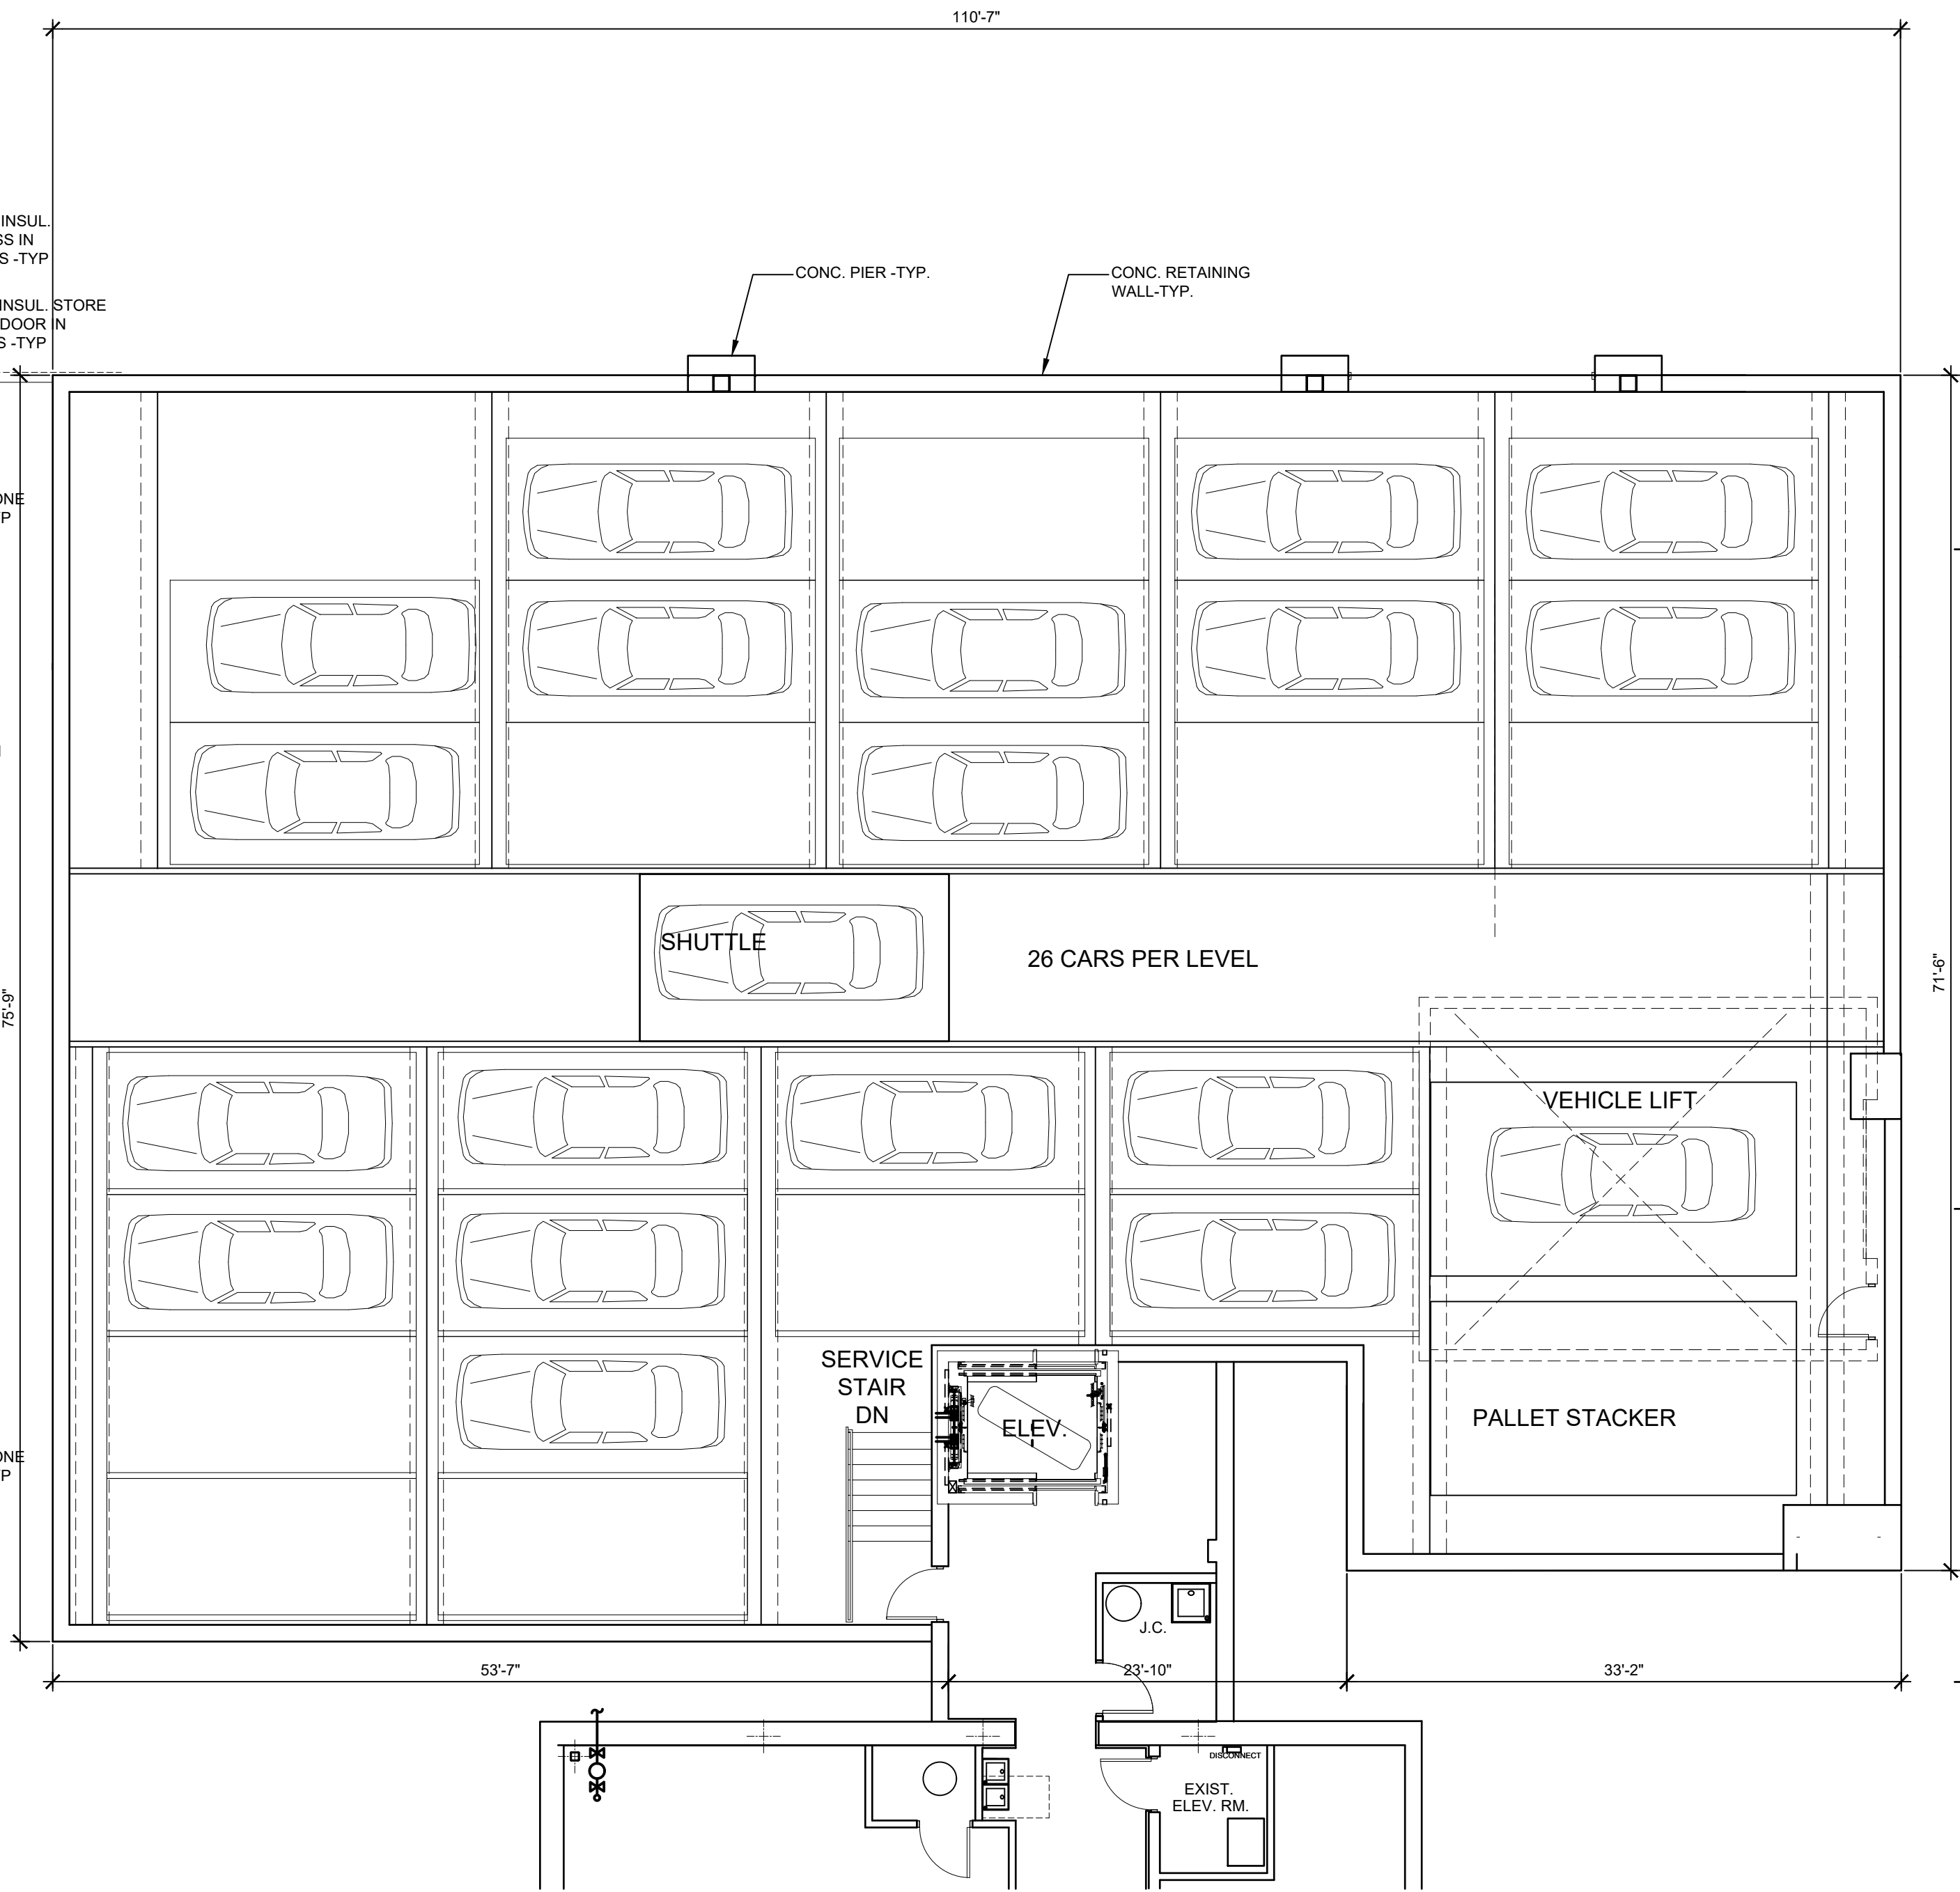 110'-7"
INSUL.
SS IN
S -TYP
INSUL. STORE
DOOR IN
S -TYP
CONC. PIER -TYP.
CONC. RETAINING
WALL-TYP.
ONE
YP
SHUTTLE
26 CARS PER LEVEL
75'-9"
71'-6"
VEHICLE LIFT
SERVICE
STAIR
DN
ELEV.
PALLET STACKER
ONE
YP
J.C.
53'-7"
23'-10"
33'-2"
DISCONNECT
EXIST.
ELEV. RM.